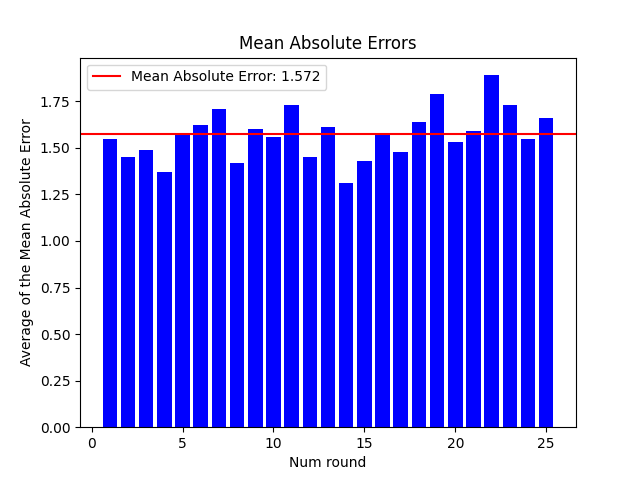 Mean Absolute Errors
Mean Absolute Error: 1.572
Average of the Mean Absolute Error
1.75
1.50
1.25
1.00
0.75
0.50
0.25
0.00
0 5 10 15 20 25
Num round